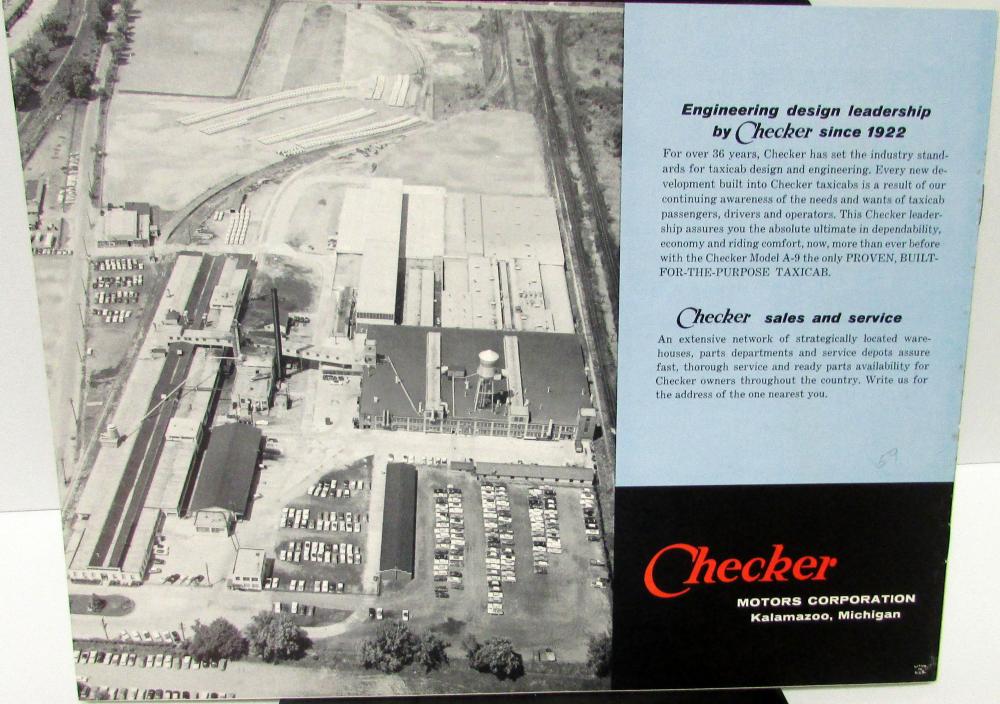 Engineering design leadership
by Checker since 1922
For over 36 years, Checker has set the industry stand-
ards for taxicab design and engineering. Every new de-
velopment built into Checker taxicabs is a result of our
continuing awareness of the needs and wants of taxicab
passengers, drivers and operators. This Checker leader-
ship assures you the absolute ultimate in dependability,
economy and riding comfort, now, more than ever before
with the Checker Model A-9 the only PROVEN, BUILT-
FOR-THE-PURPOSE TAXICAB.
Checker sales and service
An extensive network of strategically located ware-
houses, parts departments and service depots assure
fast, thorough service and ready parts availability for
Checker owners throughout the country. Write us for
the address of the one nearest you.
59
Checker
MOTORS CORPORATION
Kalamazoo, Michigan